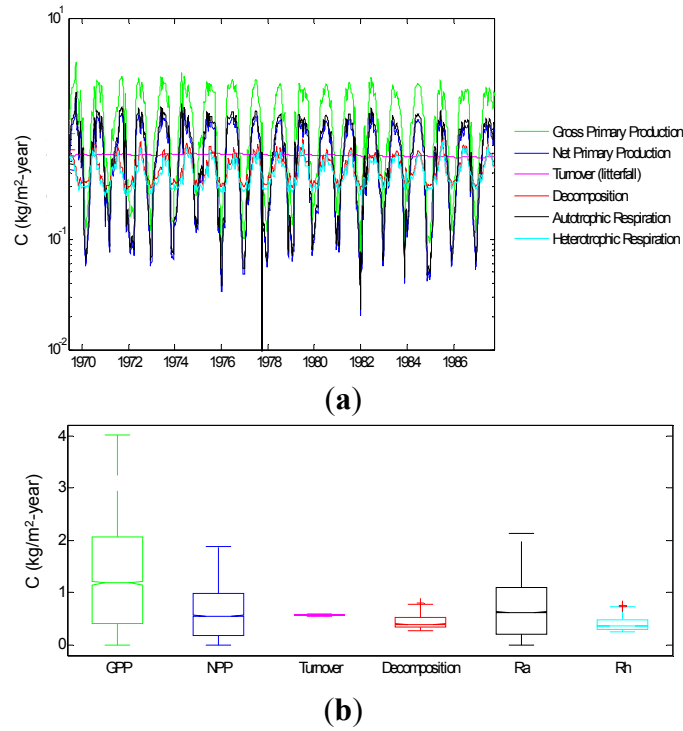 10¹
C (kg/m²-year)
10⁻¹
10⁻²
1970 1972 1974 1976 1978 1980 1982 1984 1986
Gross Primary Production
Net Primary Production
Turnover (litterfall)
Decomposition
Autotrophic Respiration
Heterotrophic Respiration
(a)
C (kg/m²-year)
4
3
2
1
0
GPP NPP Turnover Decomposition Ra Rh
(b)